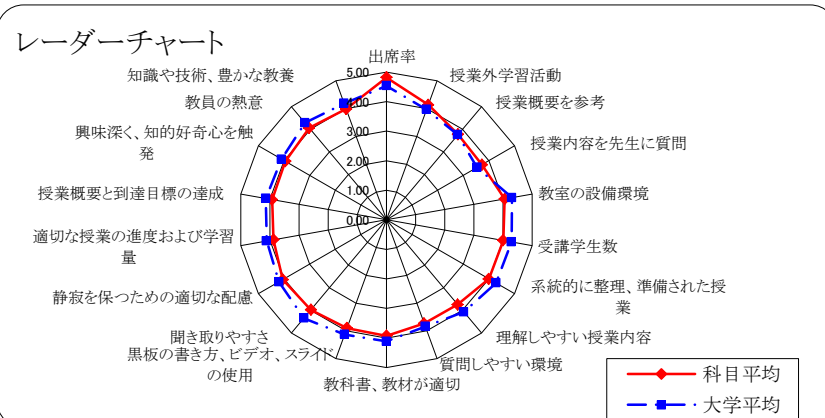 レーダーチャート
出席率
授業外学習活動
授業概要を参考
授業内容を先生に質問
教室の設備環境
受講学生数
系統的に整理、準備された授
業
理解しやすい授業内容
質問しやすい環境
教科書、教材が適切
黒板の書き方、ビデオ、スライド
の使用
聞き取りやすさ
静寂を保つための適切な配慮
適切な授業の進度および学習
量
授業概要と到達目標の達成
興味深く、知的好奇心を触
発
教員の熱意
知識や技術、豊かな教養
5.00
4.00
3.00
2.00
1.00
0.00
科目平均
大学平均